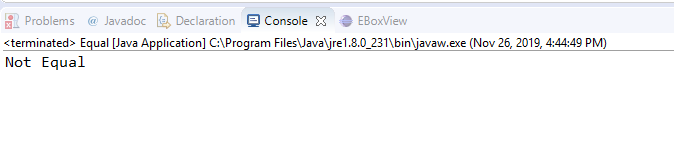 Problems @ Javadoc Declaration Console EBoxView
<terminated> Equal [Java Application] C:\Program Files\Java\jre1.8.0_231\bin\javaw.exe (Nov 26, 2019, 4:44:49 PM)
Not Equal